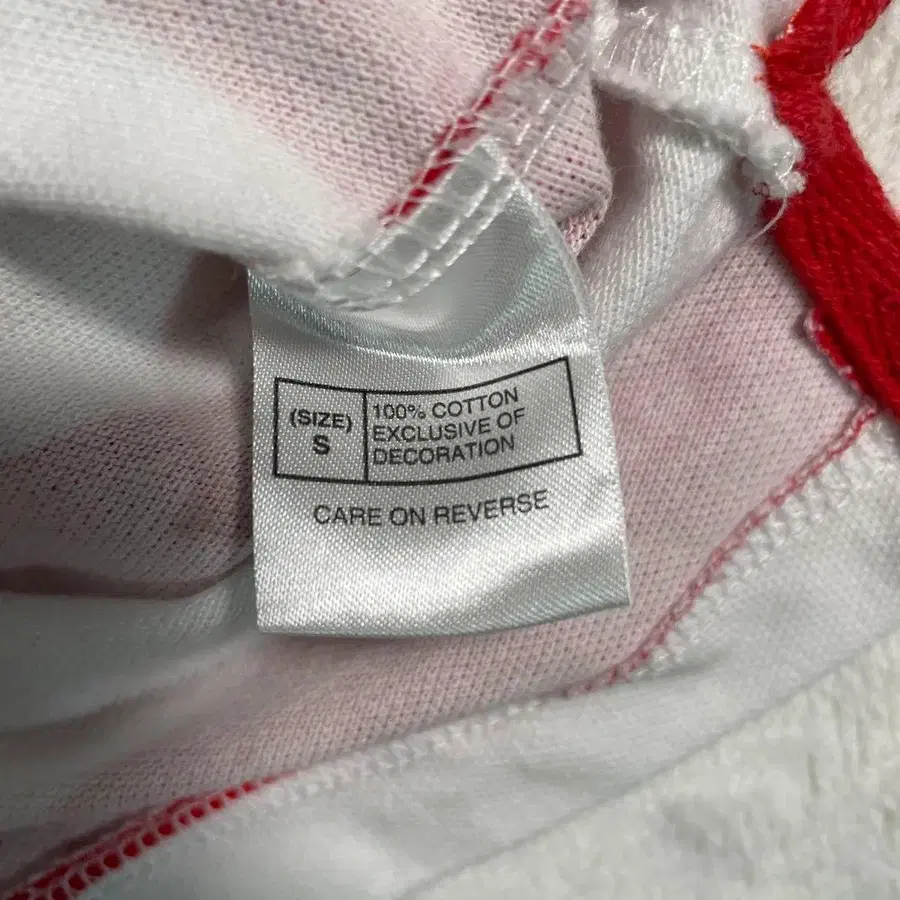 (SIZE)
S
100% COTTON
EXCLUSIVE OF
DECORATION
CARE ON REVERSE